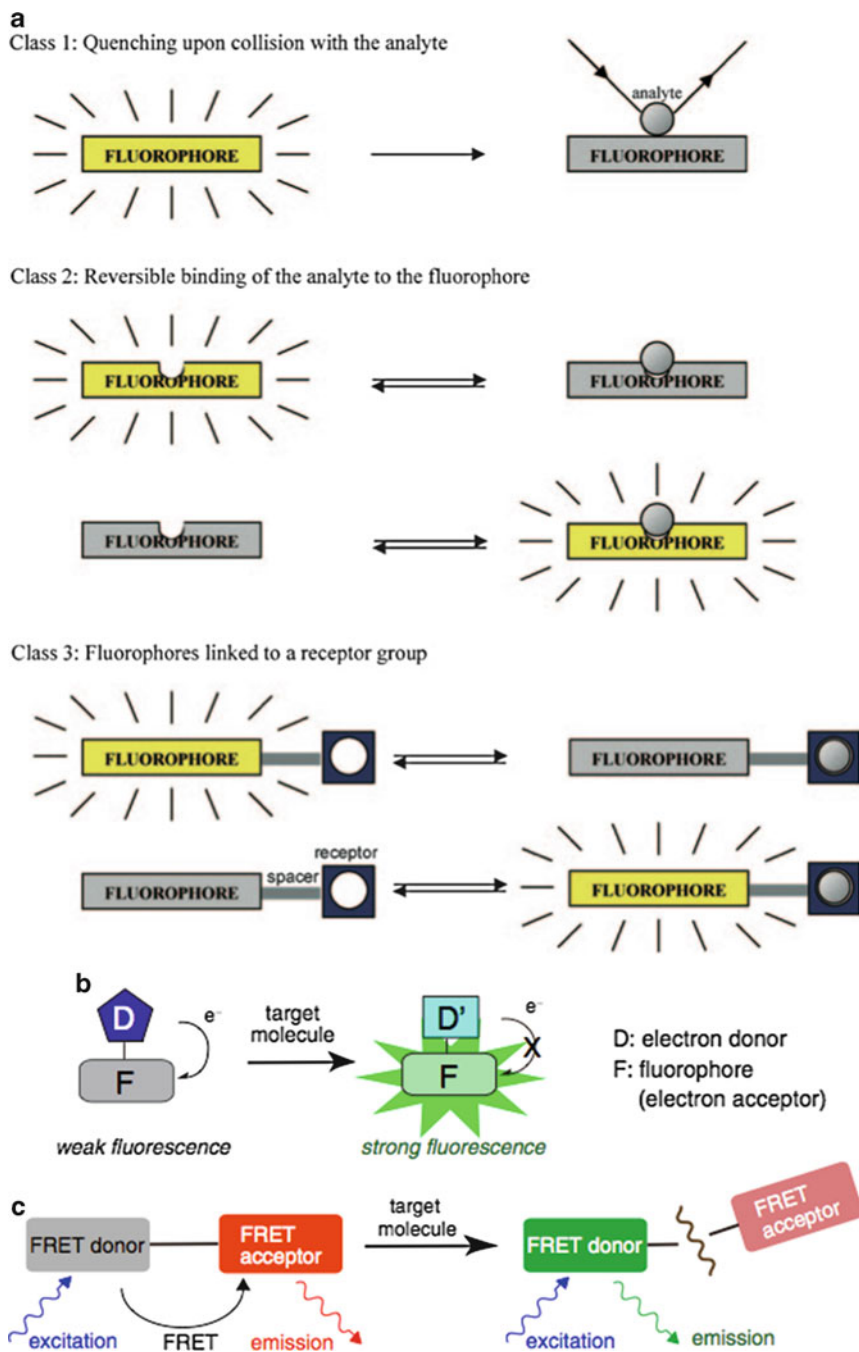 a
Class 1: Quenching upon collision with the analyte
analyte
FLUOROPHORE
FLUOROPHORE
Class 2: Reversible binding of the analyte to the fluorophore
FLUOROPHORE
FLUOROPHORE
FLUOROPHORE
FLUOROPHORE
Class 3: Fluorophores linked to a receptor group
FLUOROPHORE
FLUOROPHORE
receptor
spacer
FLUOROPHORE
FLUOROPHORE
b
D
e-
F
weak fluorescence
target
molecule
D'
e-
X
F
strong fluorescence
D: electron donor
F: fluorophore
(electron acceptor)
c
FRET donor
FRET
acceptor
excitation
FRET
emission
target
molecule
FRET donor
FRET
acceptor
excitation
emission